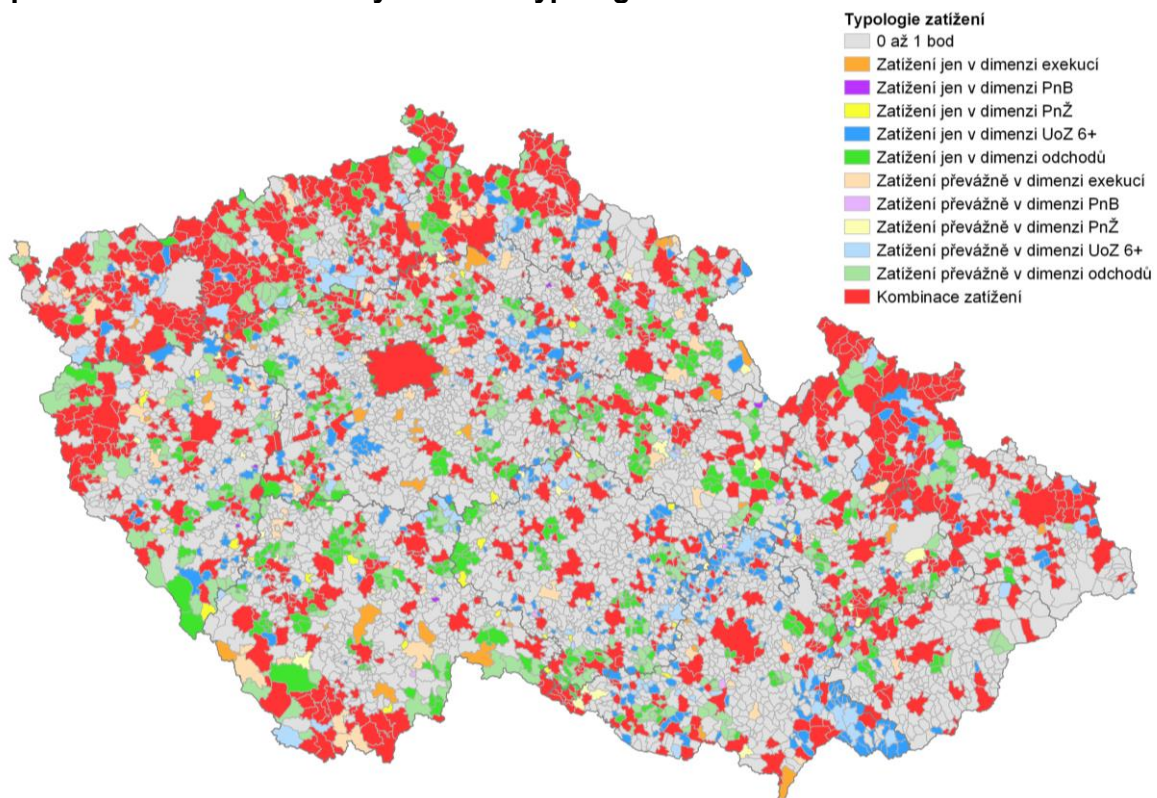 Typologie zatížení
0 až 1 bod
Zatížení jen v dimenzi exekucí
Zatížení jen v dimenzi PnB
Zatížení jen v dimenzi PnŽ
Zatížení jen v dimenzi UoZ 6+
Zatížení jen v dimenzi odchodů
Zatížení převážně v dimenzi exekucí
Zatížení převážně v dimenzi PnB
Zatížení převážně v dimenzi PnŽ
Zatížení převážně v dimenzi UoZ 6+
Zatížení převážně v dimenzi odchodů
Kombinace zatížení